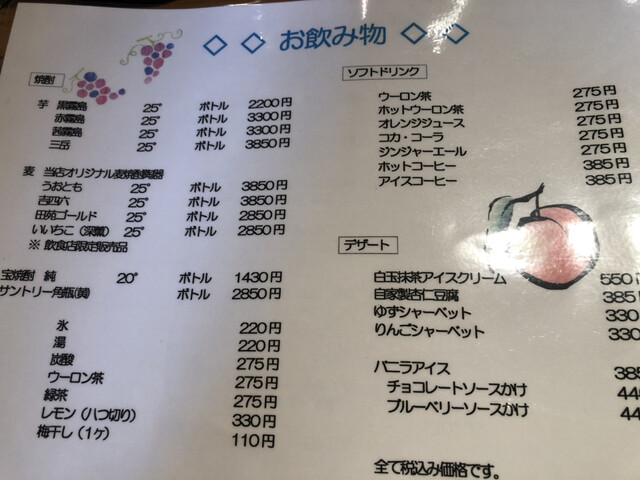 お飲み物
焼酎
芋 黒霧島 25° ボトル 2200円
赤霧島 25° ボトル 3300円
茜霧島 25° ボトル 3300円
三岳 25° ボトル 3850円
麦 当店オリジナル麦焼酎陶器
うおとも 25° ボトル 3850円
吉四六 25° ボトル 3850円
田苑ゴールド 25° ボトル 2850円
いいちこ（深薫） 25° ボトル 2850円
※ 飲食店限定販売品
宝焼酎 純 20° ボトル 1430円
サントリー角瓶(黄) ボトル 2850円
氷 220円
湯 220円
炭酸 275円
ウーロン茶 275円
緑茶 275円
レモン（八つ切り） 330円
梅干し（1ヶ） 110円
ソフトドリンク
ウーロン茶 275円
ホットウーロン茶 275円
オレンジジュース 275円
コカ・コーラ 275円
ジンジャーエール 275円
ホットコーヒー 385円
アイスコーヒー 385円
デザート
白玉抹茶アイスクリーム 550円
自家製杏仁豆腐 385
ゆずシャーベット 330
りんごシャーベット 330
バニラアイス 385
チョコレートソースかけ 440
ブルーベリーソースかけ 44
全て税込み価格です。